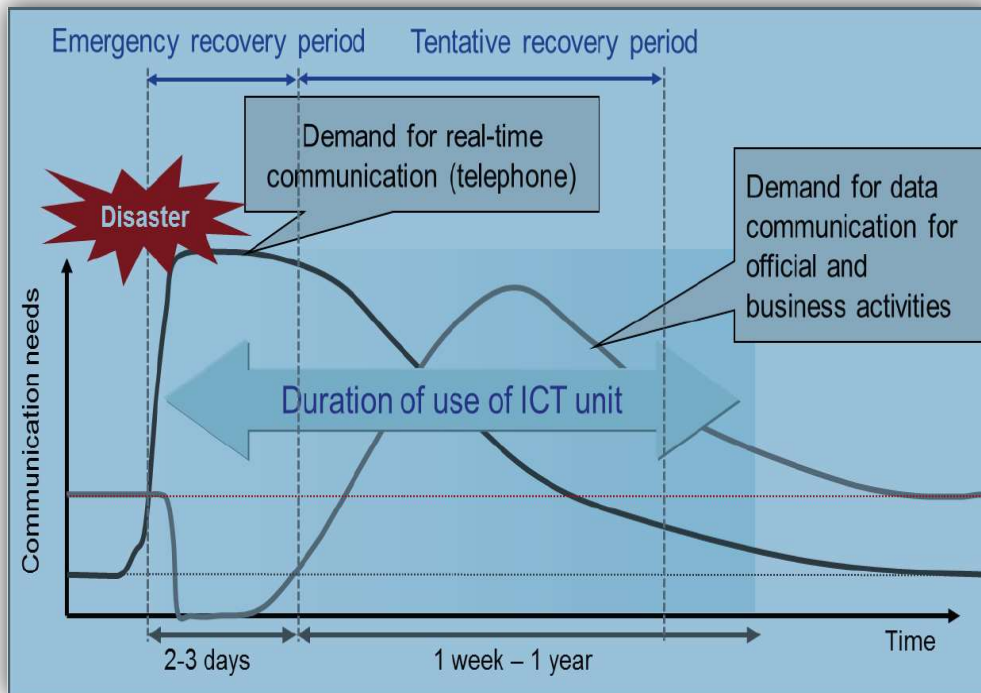 Emergency recovery period
Tentative recovery period
Demand for real-time
communication (telephone)
Disaster
Demand for data
communication for
official and
business activities
Communication needs
Duration of use of ICT unit
Time
2-3 days
1 week – 1 year